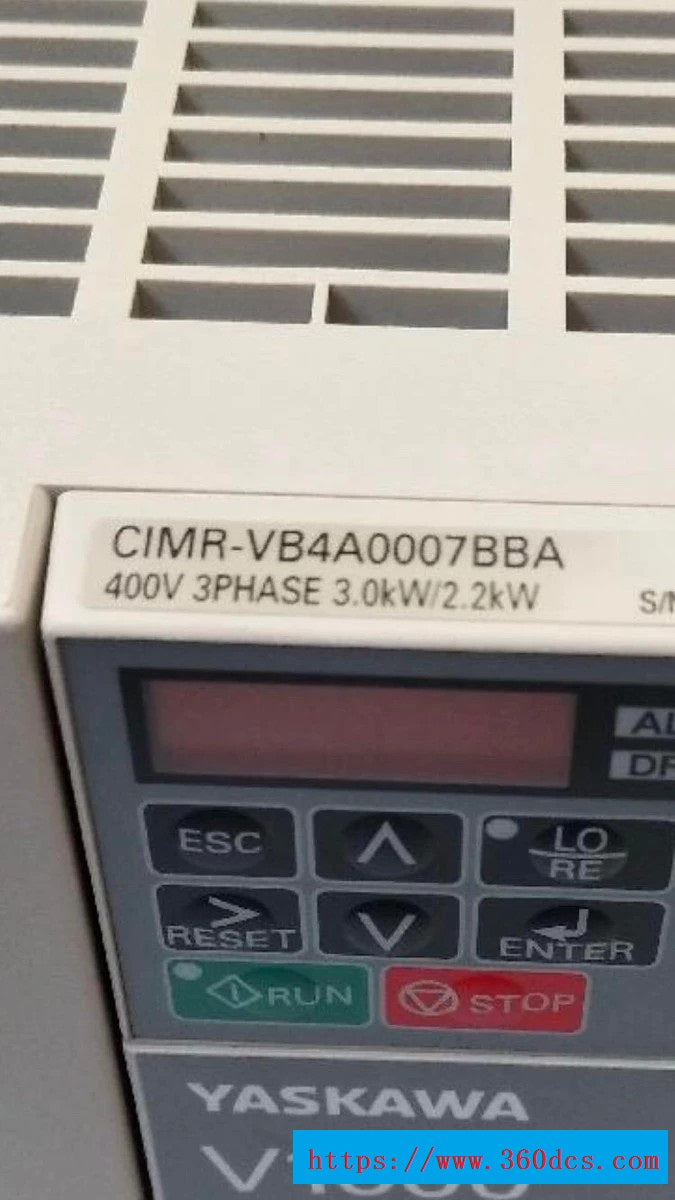 CIMR-VB4A0007BBA
400V 3PHASE 3.0kW/2.2kW
ESC
LO
RE
RESET
ENTER
RUN
STOP
YASKAWA
https://www.360dcs.com